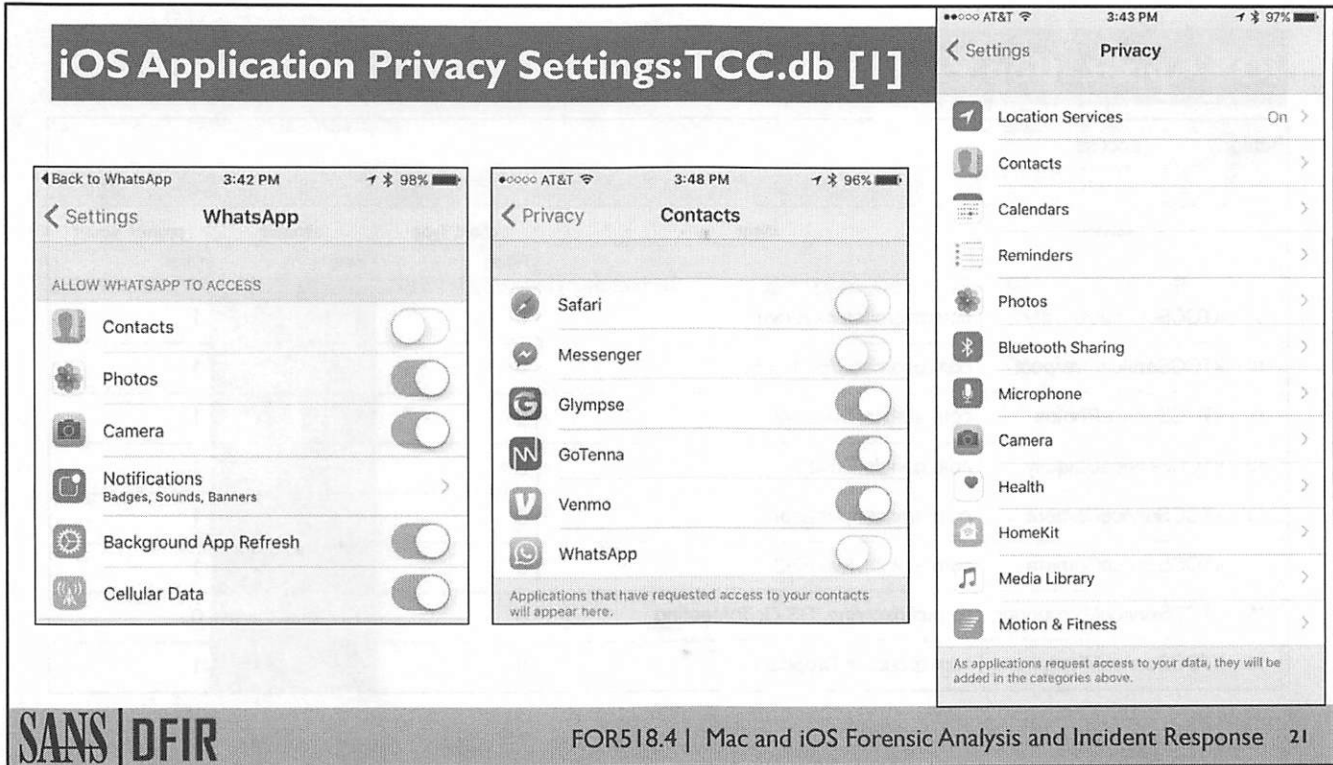 iOS Application Privacy Settings:TCC.db [1]
Back to WhatsApp 3:42 PM 98%
Settings WhatsApp
ALLOW WHATSAPP TO ACCESS
Contacts
Photos
Camera
Notifications
Badges, Sounds, Banners
Background App Refresh
Cellular Data
AT&T 3:48 PM 96%
Privacy Contacts
Safari
Messenger
Glympse
GoTenna
Venmo
WhatsApp
Applications that have requested access to your contacts
will appear here.
AT&T 3:43 PM 97%
Settings Privacy
Location Services On
Contacts
Calendars
Reminders
Photos
Bluetooth Sharing
Microphone
Camera
Health
HomeKit
Media Library
Motion & Fitness
As applications request access to your data, they will be
added in the categories above.
SANS | DFIR
FOR518.4 | Mac and iOS Forensic Analysis and Incident Response 21